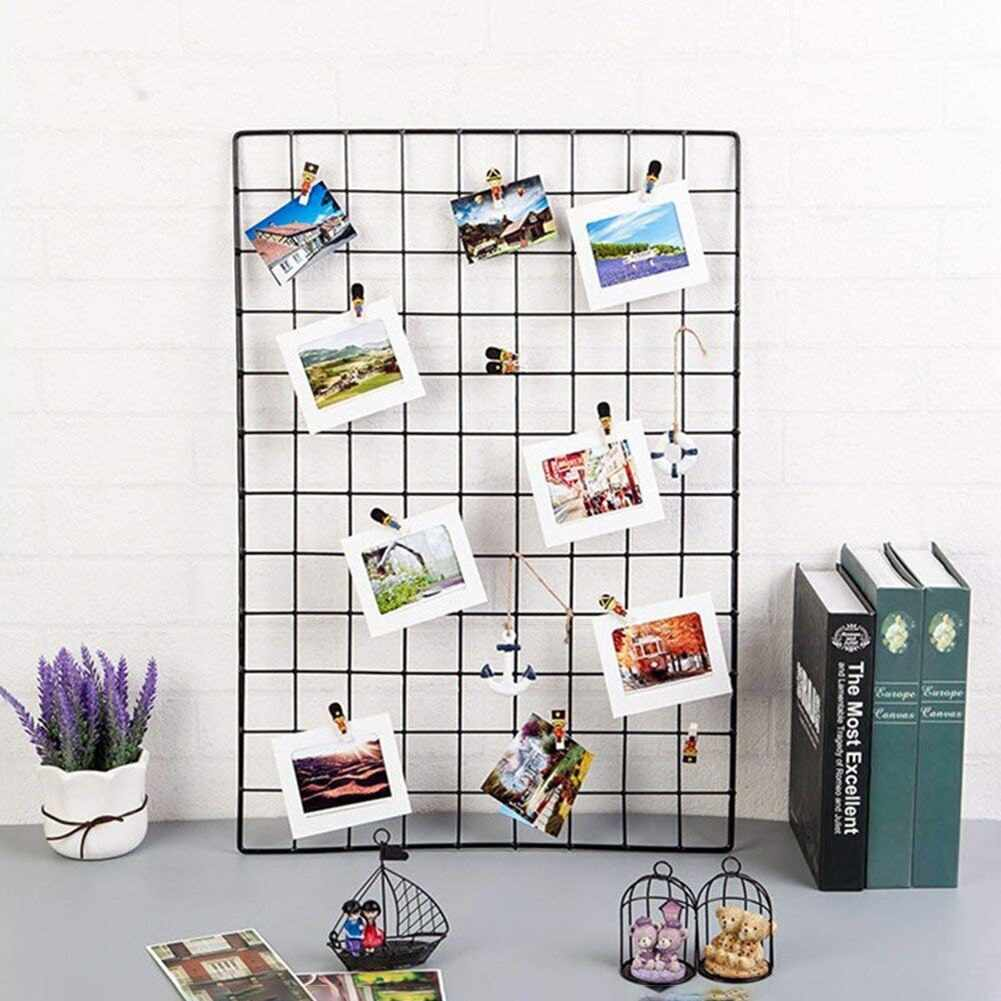 The Most Excellent
and Lamentable Tragedy of Romeo and Juliet
Europe
Canvas
Europe
Canvas